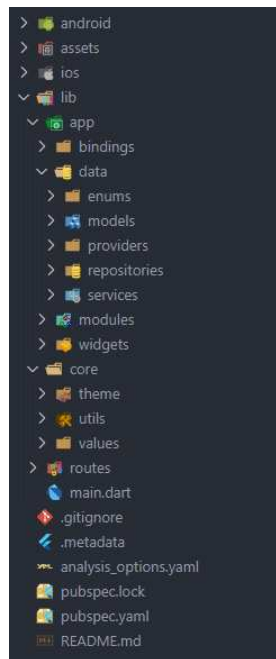 android
assets
ios
lib
app
bindings
data
enums
models
providers
repositories
services
modules
widgets
core
theme
utils
values
routes
main.dart
.gitignore
.metadata
analysis_options.yaml
pubspec.lock
pubspec.yaml
README.md